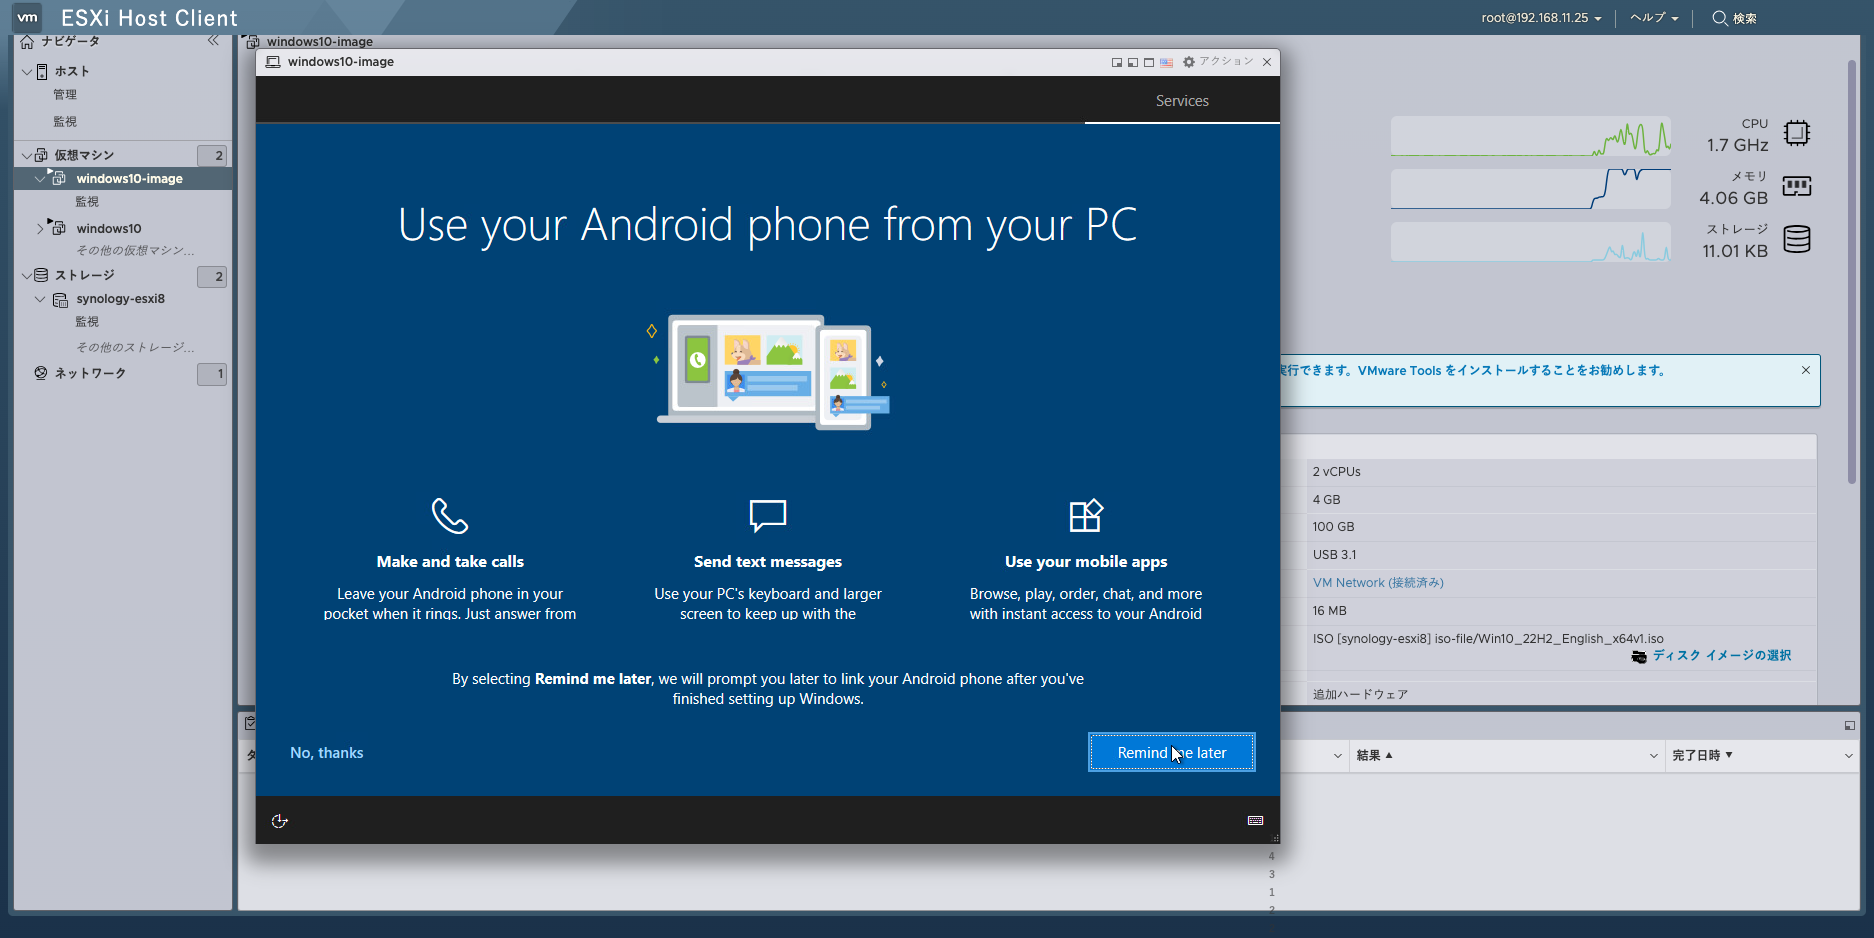 vm ESXi Host Client
root@192.168.11.25
ヘルプ
検索
ナビゲータ
ホスト
管理
監視
仮想マシン 2
windows10-image
監視
windows10
その他の仮想マシン...
ストレージ 2
synology-esxi8
監視
その他のストレージ...
ネットワーク 1
windows10-image
windows10-image
アクション
Services
Use your Android phone from your PC
Make and take calls
Leave your Android phone in your
pocket when it rings. Just answer from
Send text messages
Use your PC's keyboard and larger
screen to keep up with the
Use your mobile apps
Browse, play, order, chat, and more
with instant access to your Android
By selecting Remind me later, we will prompt you later to link your Android phone after you've
finished setting up Windows.
No, thanks
Remind me later
CPU
1.7 GHz
メモリ
4.06 GB
ストレージ
11.01 KB
実行できます。VMware Tools をインストールすることをお勧めします。
2 vCPUs
4 GB
100 GB
USB 3.1
VM Network (接続済み)
16 MB
ISO [synology-esxi8] iso-file/Win10_22H2_English_x64v1.iso
ディスク イメージの選択
追加ハードウェア
結果 ▲
完了日時 ▼
4
3
1
2